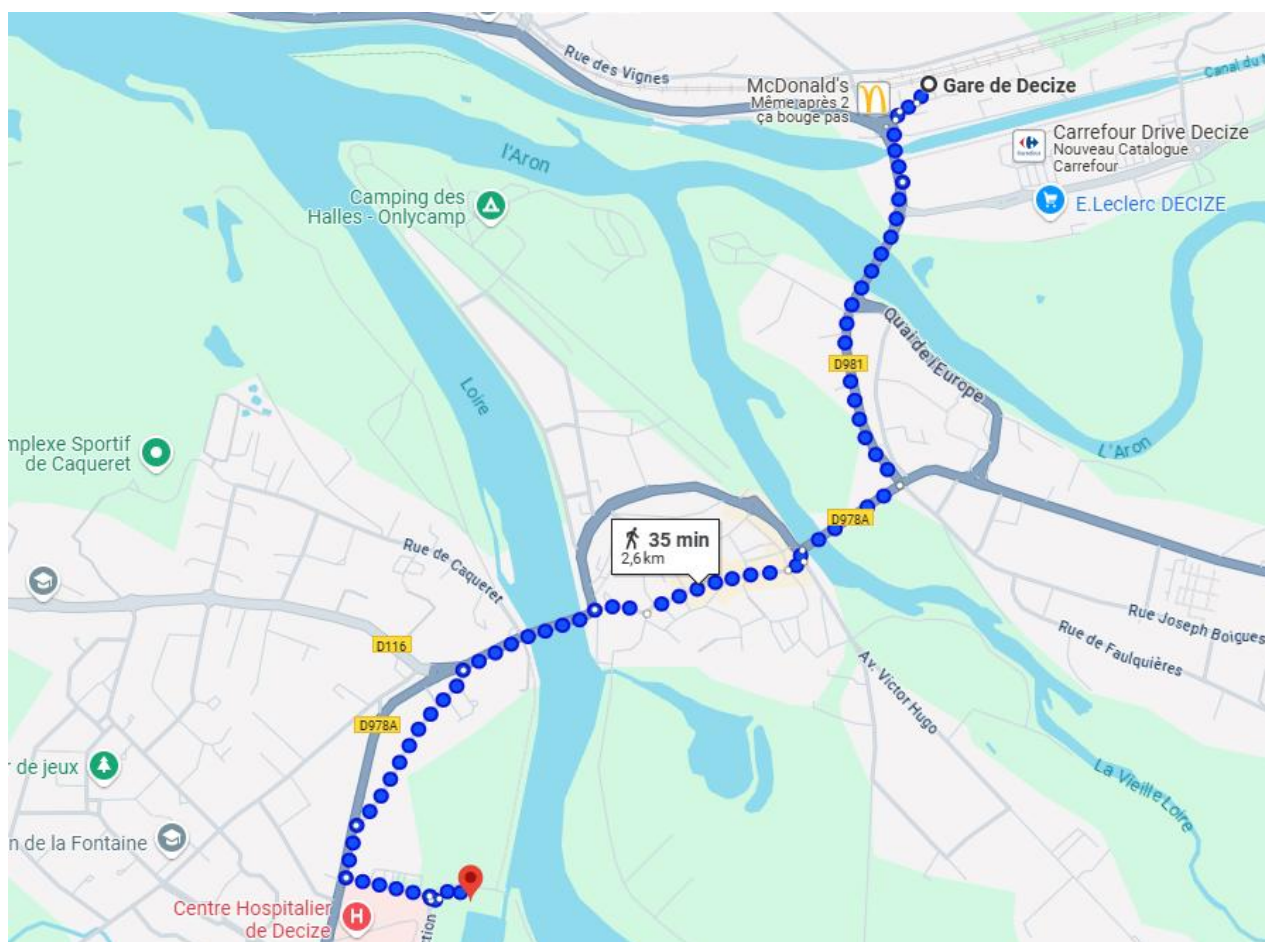 Rue des Vignes
McDonald's
Même après 2
ça bouge pas
Gare de Decize
Canal du
Carrefour Drive Decize
Nouveau Catalogue
Carrefour
E.Leclerc DECIZE
l'Aron
Camping des
Halles - Onlycamp
Quai de l'Europe
D981
Loire
L'Aron
mplexe Sportif
de Caqueret
D978A
35 min
2,6 km
Rue de Caqueret
Rue Joseph Boigues
Rue de Faulquières
D116
Av. Victor Hugo
D978A
r de jeux
La Vieille Loire
n de la Fontaine
Centre Hospitalier
de Decize
H
ction